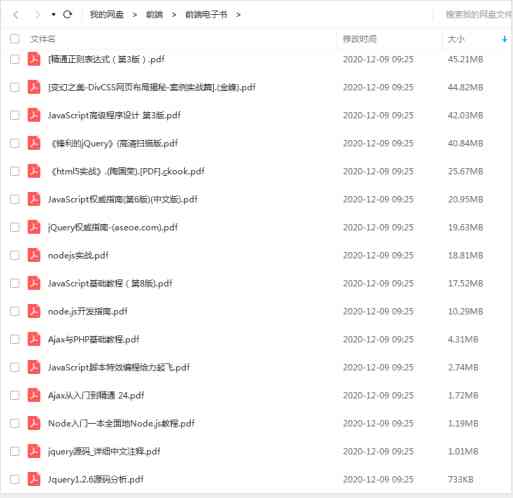 我的网盘 > 前端 > 前端电子书 > 搜索我的网盘文件
文件名 修改时间 大小
[精通正则表达式（第3版）.pdf 2020-12-09 09:25 45.21MB
]变幻之美-DivCSS网页布局揭秘-案例实战篇].(金峰).pdf 2020-12-09 09:25 44.82MB
JavaScript高级程序设计 第3版.pdf 2020-12-09 09:25 42.03MB
《锋利的jQuery》(高清扫描版.pdf 2020-12-09 09:25 40.84MB
《html5实战》.(陶国荣).[PDF].ckook.pdf 2020-12-09 09:25 25.67MB
JavaScript权威指南(第6版)(中文版).pdf 2020-12-09 09:25 20.95MB
jQuery权威指南-(aseoe.com).pdf 2020-12-09 09:25 19.63MB
nodejs实战.pdf 2020-12-09 09:25 18.81MB
JavaScript基础教程（第8版).pdf 2020-12-09 09:25 17.52MB
node.js开发指南.pdf 2020-12-09 09:25 10.29MB
Ajax与PHP基础教程.pdf 2020-12-09 09:25 4.31MB
JavaScript脚本特效编程给力起飞.pdf 2020-12-09 09:25 2.74MB
Ajax从入门到精通 24.pdf 2020-12-09 09:25 1.72MB
Node入门一本全面地Node.js教程.pdf 2020-12-09 09:25 1.19MB
jquery源码_详细中文注释.pdf 2020-12-09 09:25 1.01MB
Jquery1.2.6源码分析.pdf 2020-12-09 09:25 733KB